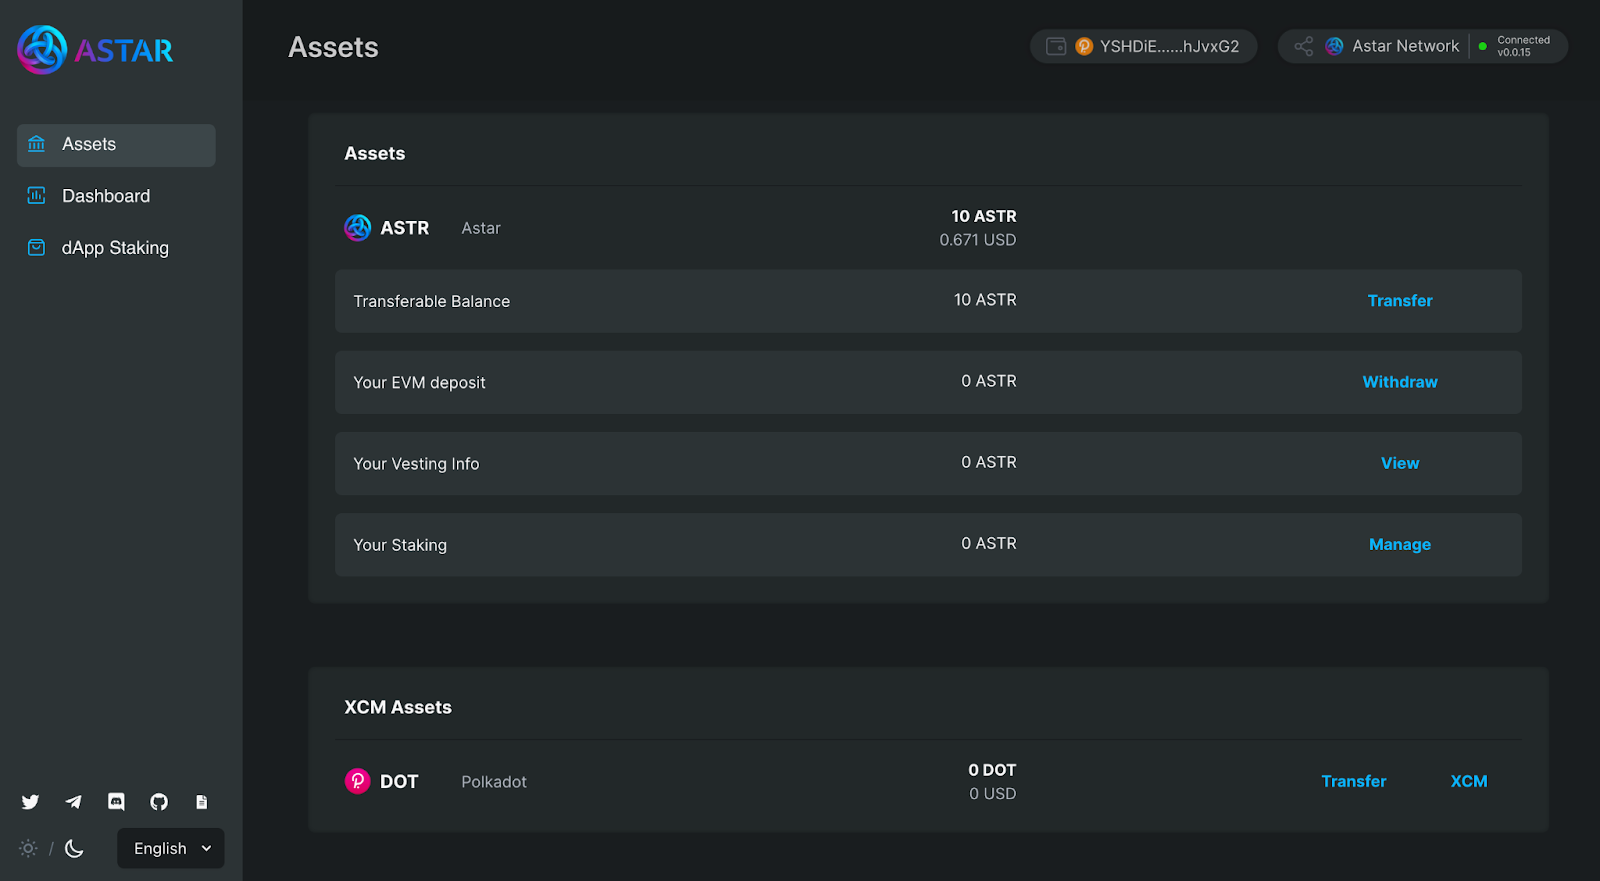 ASTAR
Assets
Dashboard
dApp Staking
English
Assets
YSHDiE......hJvxG2
Astar Network
Connected
v0.0.15
Assets
ASTR Astar 10 ASTR
0.671 USD
Transferable Balance 10 ASTR Transfer
Your EVM deposit 0 ASTR Withdraw
Your Vesting Info 0 ASTR View
Your Staking 0 ASTR Manage
XCM Assets
DOT Polkadot 0 DOT Transfer XCM
0 USD